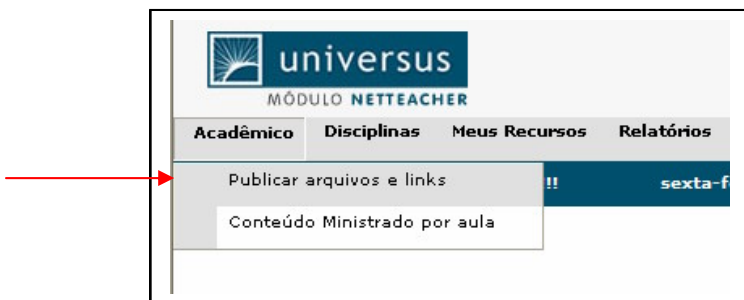 universus
MÓDULO NETTEACHER
Acadêmico Disciplinas Meus Recursos Relatórios
Publicar arquivos e links !! sexta-f
Conteúdo Ministrado por aula